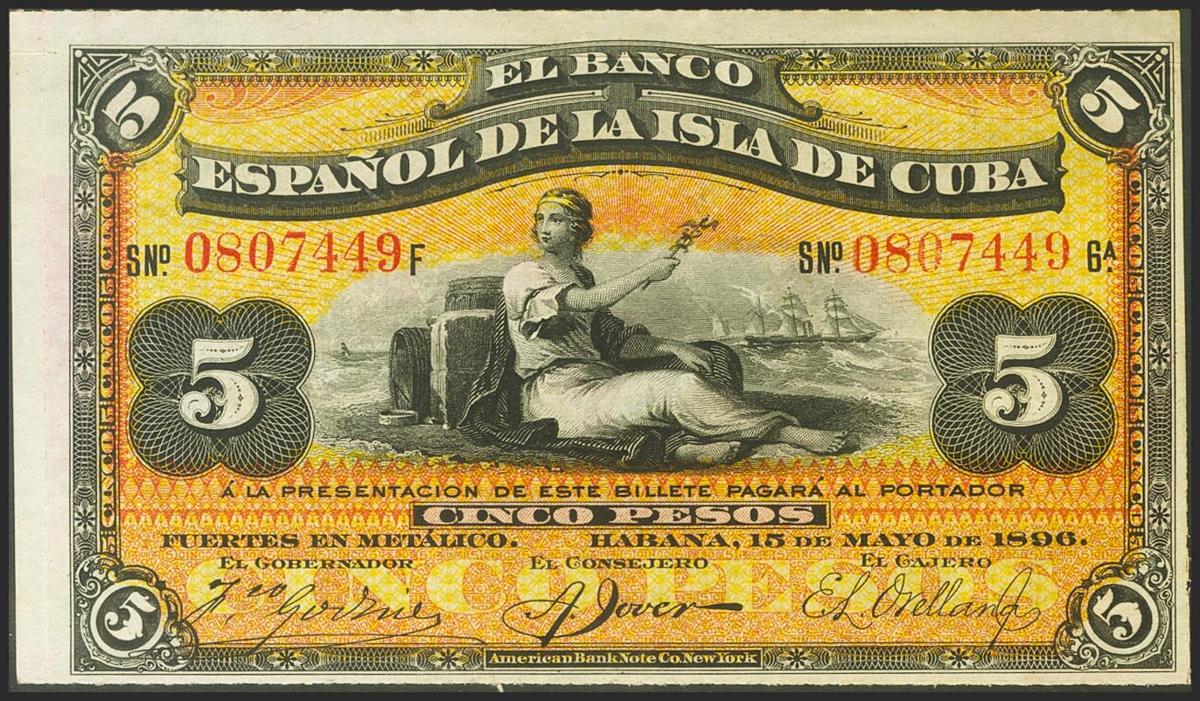 5 EL BANCO 5
ESPAÑOL DE LA ISLA DE CUBA
SNº 0807449 F SNº 0807449 6A.
5 5
Á LA PRESENTACION DE ESTE BILLETE PAGARÁ AL PORTADOR
CINCO PESOS
FUERTES EN METÁLICO. HABANA, 15 DE MAYO DE 1896.
EL GOBERNADOR EL CONSEJERO EL CAJERO
CINCO PESOS
A. Jover
5 5
American Bank Note Co. New York